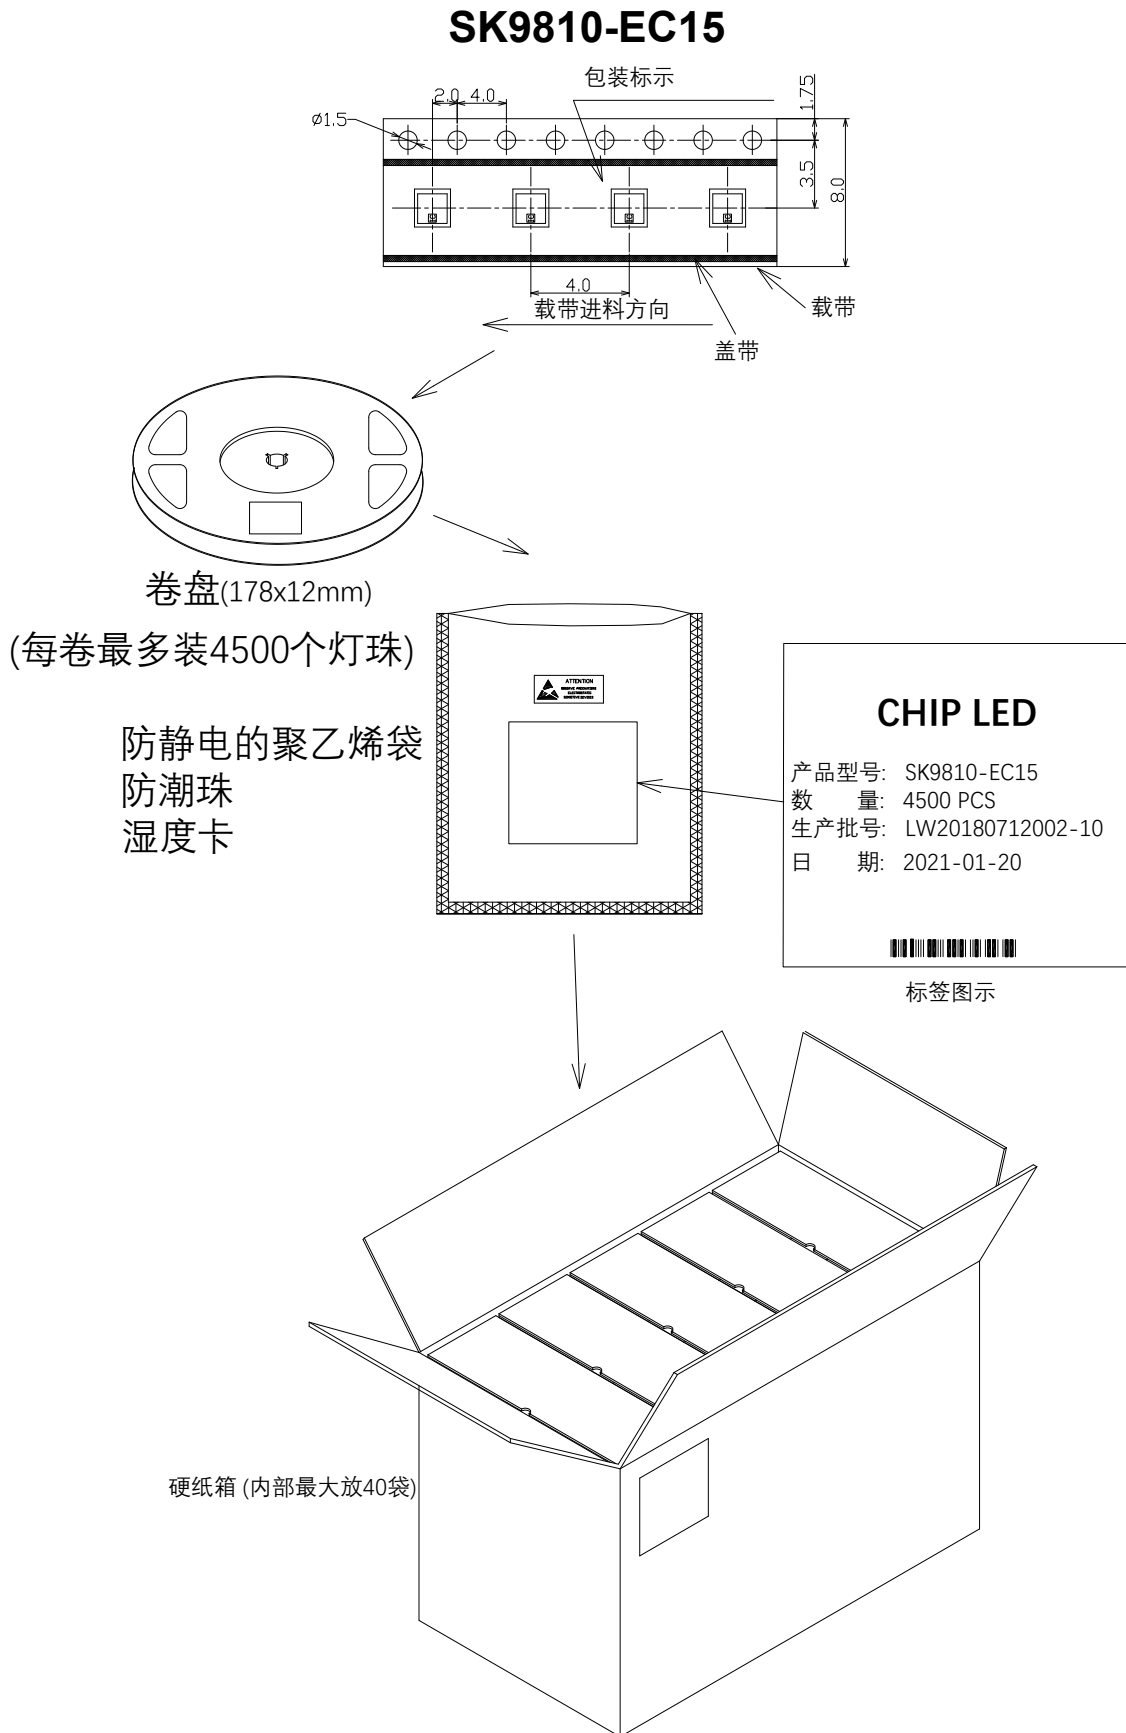 SK9810-EC15
包装标示
2.0
4.0
1.75
⌀1.5
3.5
8.0
4.0
载带进料方向
载带
盖带
卷盘(178x12mm)
(每卷最多装4500个灯珠)
防静电的聚乙烯袋
防潮珠
湿度卡
ATTENTION
CHIP LED
产品型号: SK9810-EC15
数 量: 4500 PCS
生产批号: LW20180712002-10
日 期: 2021-01-20
标签图示
硬纸箱 (内部最大放40袋)